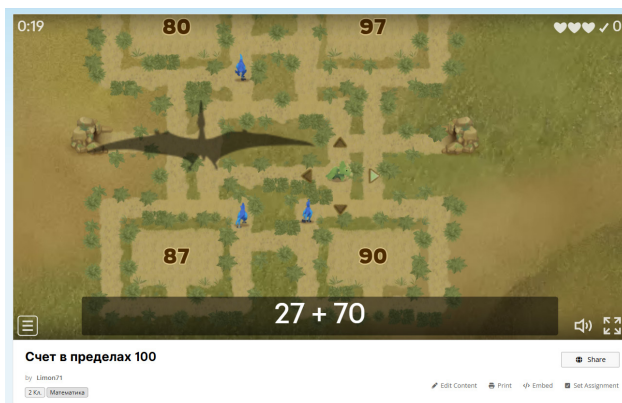 0:19
80
97
0
87
90
27 + 70
Счет в пределах 100
Share
by Limon71
Edit Content Print Embed Set Assignment
2 Кл. Математика